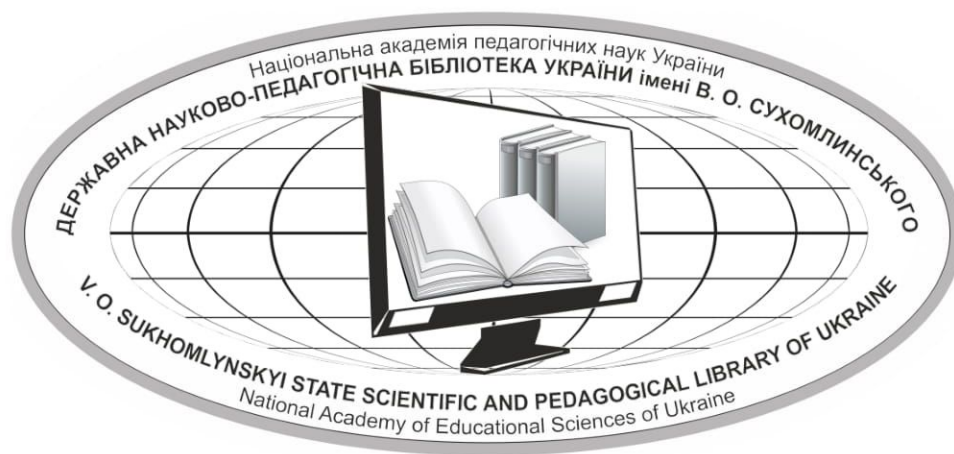 Національна академія педагогічних наук України
ДЕРЖАВНА НАУКОВО-ПЕДАГОГІЧНА БІБЛІОТЕКА УКРАЇНИ імені В. О. СУХОМЛИНСЬКОГО
V. O. SUKHOMLYNSKYI STATE SCIENTIFIC AND PEDAGOGICAL LIBRARY OF UKRAINE
National Academy of Educational Sciences of Ukraine